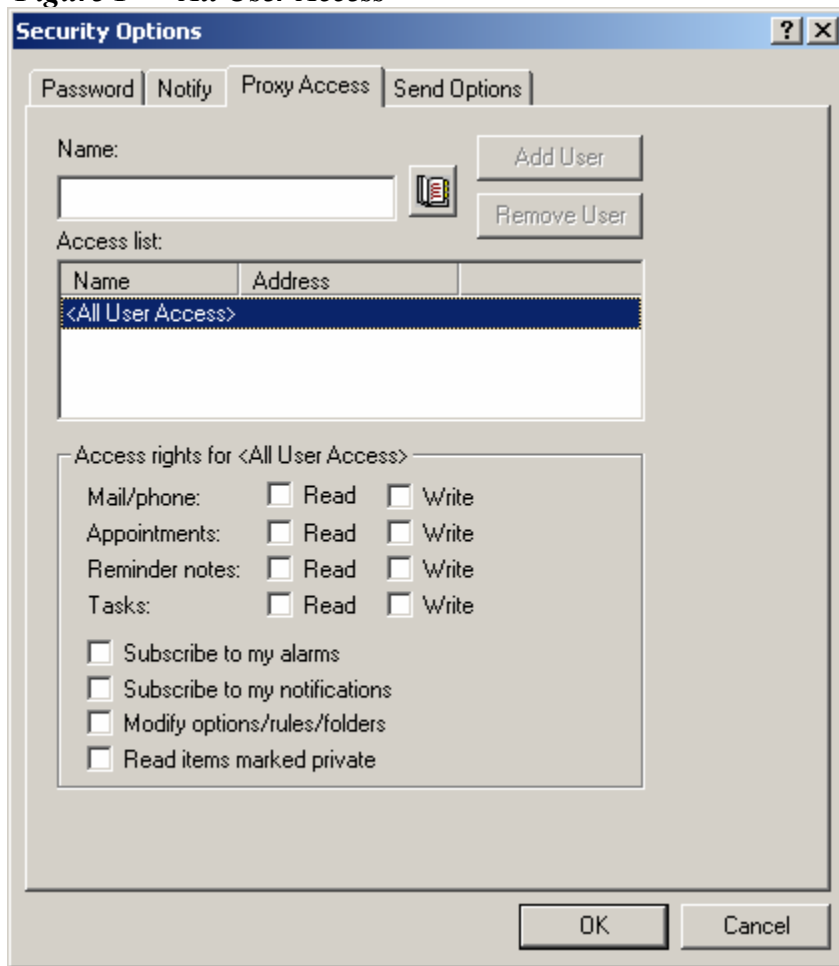 Security Options
Password Notify Proxy Access Send Options
Name:
Add User
Remove User
Access list:
Name Address
<All User Access>
Access rights for <All User Access>
Mail/phone: Read Write
Appointments: Read Write
Reminder notes: Read Write
Tasks: Read Write
Subscribe to my alarms
Subscribe to my notifications
Modify options/rules/folders
Read items marked private
OK Cancel